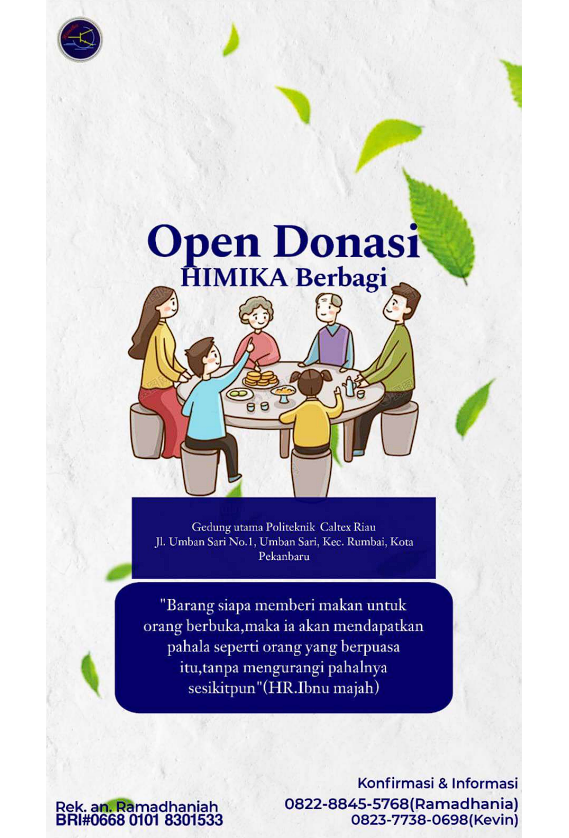 Open Donasi
HIMIKA Berbagi
Gedung utama Politeknik Caltex Riau
Jl. Umban Sari No.1, Umban Sari, Kec. Rumbai, Kota
Pekanbaru
"Barang siapa memberi makan untuk
orang berbuka,maka ia akan mendapatkan
pahala seperti orang yang berpuasa
itu,tanpa mengurangi pahalnya
sesikitpun"(HR.Ibnu majah)
Konfirmasi & Informasi
0822-8845-5768(Ramadhania)
0823-7738-0698(Kevin)
Rek. an. Ramadhaniah
BRI#0668 0101 8301533